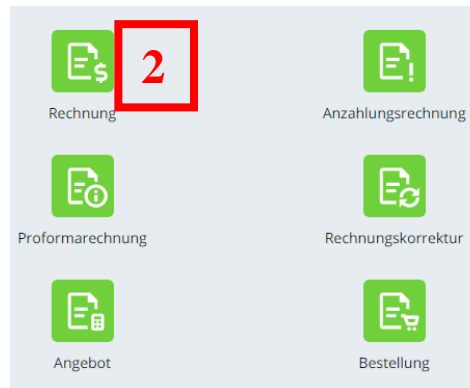 2
Rechnung
Anzahlungsrechnung
Proformarechnung
Rechnungskorrektur
Angebot
Bestellung